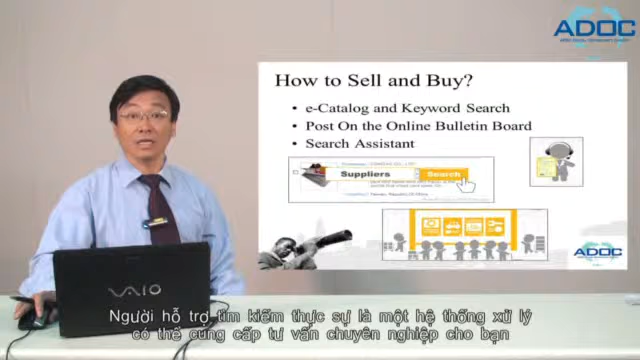 ADOC
How to Sell and Buy?
• e-Catalog and Keyword Search
• Post On the Online Bulletin Board
• Search Assistant
Suppliers Search
ADOC
VAIO
Người hỗ trợ tìm kiếm thực sự là một hệ thống xử lý
có thể cung cấp tự vấn chuyên nghiệp cho bạn